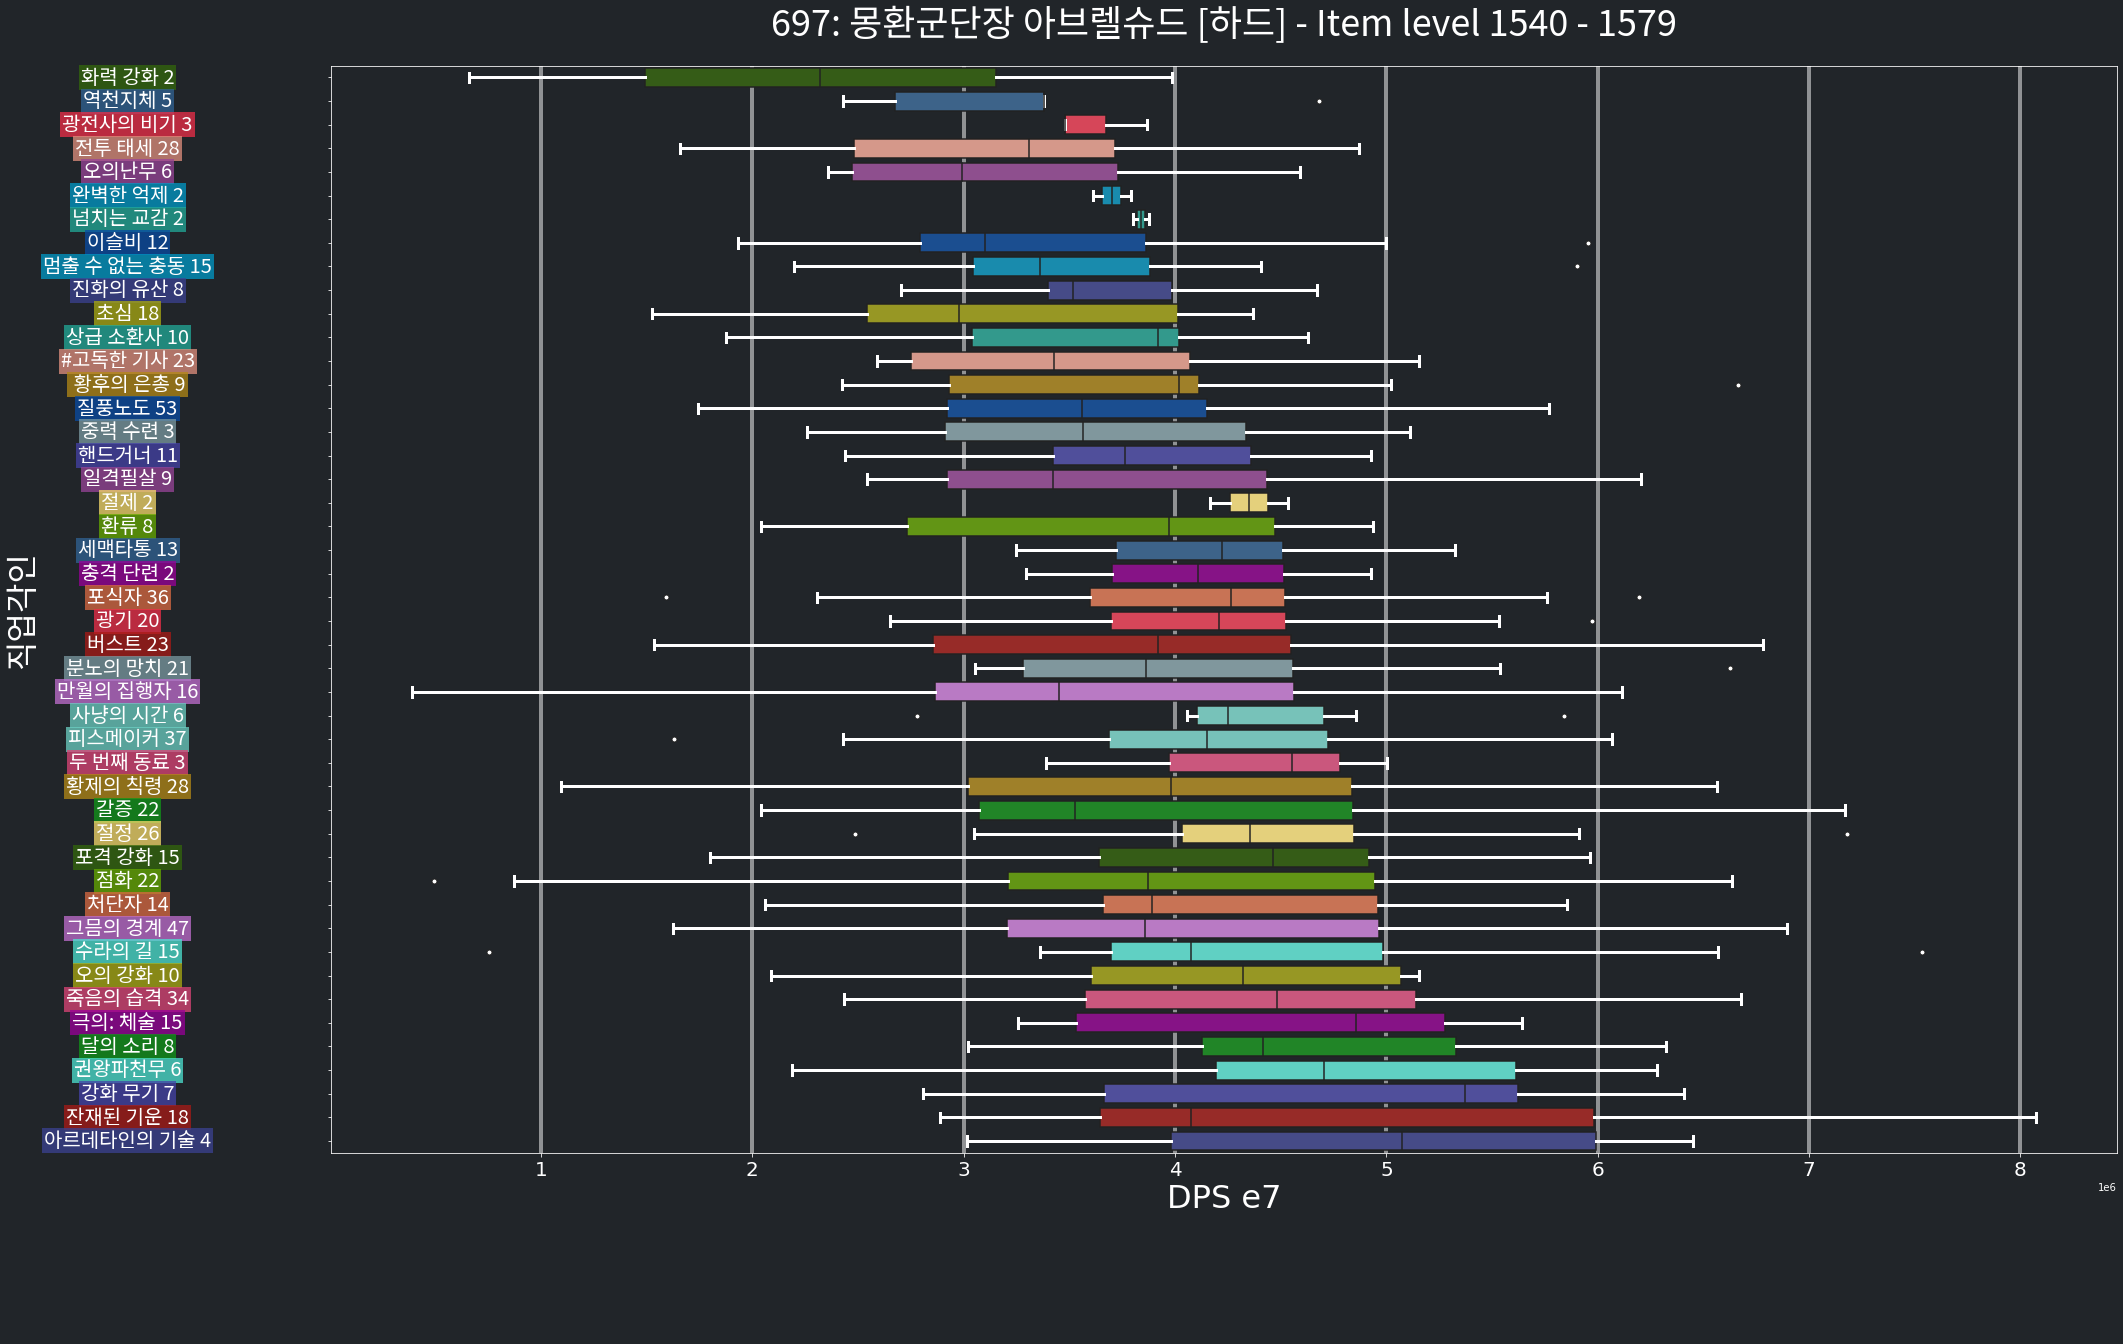 697: 몽환군단장 아브렐슈드 [하드] - Item level 1540 - 1579
화력 강화 2
역천지체 5
광전사의 비기 3
전투 태세 28
오의난무 6
완벽한 억제 2
넘치는 교감 2
이슬비 12
멈출 수 없는 충동 15
진화의 유산 8
초심 18
상급 소환사 10
#고독한 기사 23
황후의 은총 9
질풍노도 53
중력 수련 3
핸드거너 11
일격필살 9
절제 2
환류 8
세맥타통 13
충격 단련 2
포식자 36
광기 20
버스트 23
분노의 망치 21
만월의 집행자 16
사냥의 시간 6
피스메이커 37
두 번째 동료 3
황제의 칙령 28
갈증 22
절정 26
포격 강화 15
점화 22
처단자 14
그믐의 경계 47
수라의 길 15
오의 강화 10
죽음의 습격 34
극의: 체술 15
달의 소리 8
권왕파천무 6
강화 무기 7
잔재된 기운 18
아르데타인의 기술 4
직업각인
1 2 3 4 5 6 7 8
DPS e7
1e6